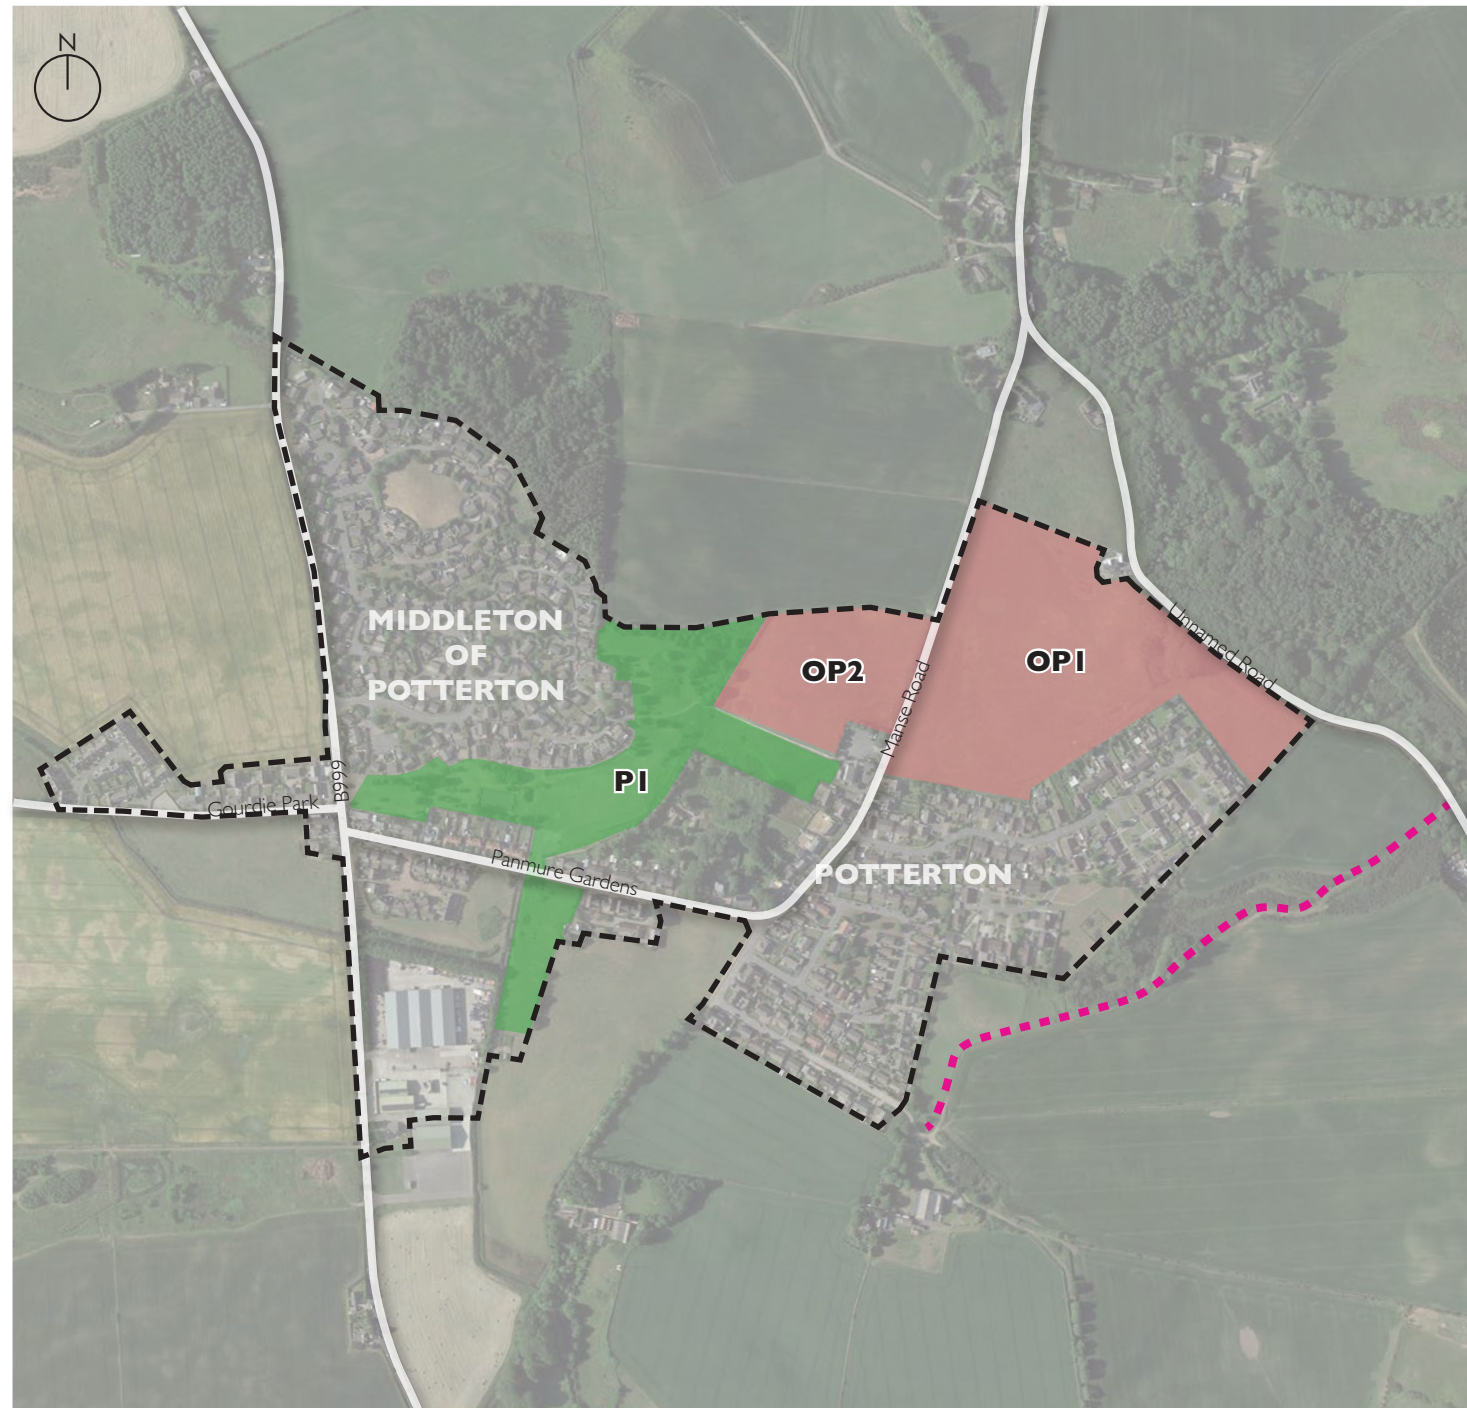 N
MIDDLETON
OF
POTTERTON
OP2
OP1
Unnamed Road
Manse Road
P1
B999
Gourdie Park
Panmure Gardens
POTTERTON